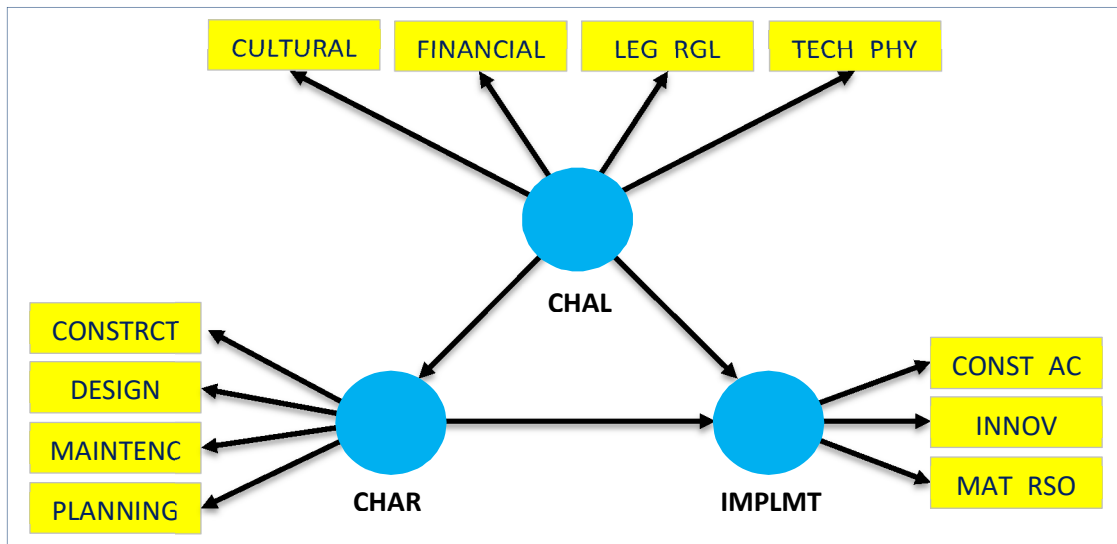 CULTURAL
FINANCIAL
LEG RGL
TECH PHY
CHAL
CONSTRCT
DESIGN
MAINTENC
PLANNING
CHAR
IMPLMT
CONST AC
INNOV
MAT RSO